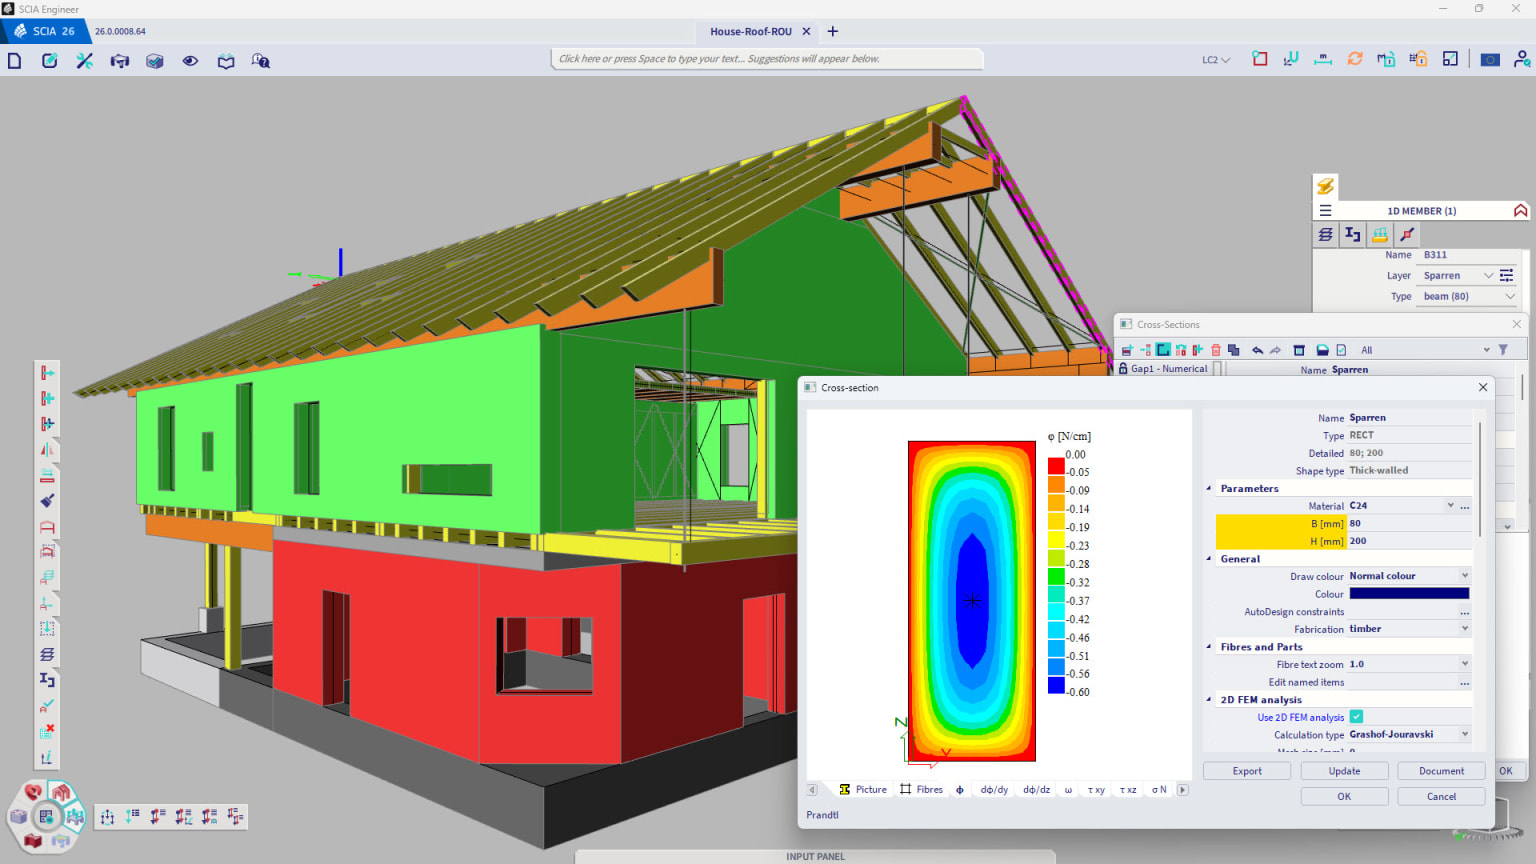 SCIA Engineer
SCIA 26
26.0.0008.64
House-Roof-ROU
Click here or press Space to type your text... Suggestions will appear below.
LC2
1D MEMBER (1)
Name B311
Layer Sparren
Type beam (80)
Cross-Sections
All
Gap1 - Numerical
Name Sparren
Cross-section
φ [N/cm]
0.00
-0.05
-0.09
-0.14
-0.19
-0.23
-0.28
-0.32
-0.37
-0.42
-0.46
-0.51
-0.56
-0.60
Z
Y
Name Sparren
Type RECT
Detailed 80; 200
Shape type Thick-walled
Parameters
Material C24
B [mm] 80
H [mm] 200
General
Draw colour Normal colour
Colour
AutoDesign constraints ...
Fabrication timber
Fibres and Parts
Fibre text zoom 1.0
Edit named items ...
2D FEM analysis
Use 2D FEM analysis
Calculation type Grashof-Jouravski
Picture Fibres ϕ dϕ/dy dϕ/dz ω τ xy τ xz σ N
Prandtl
Export Update Document
OK Cancel
OK
INPUT PANEL